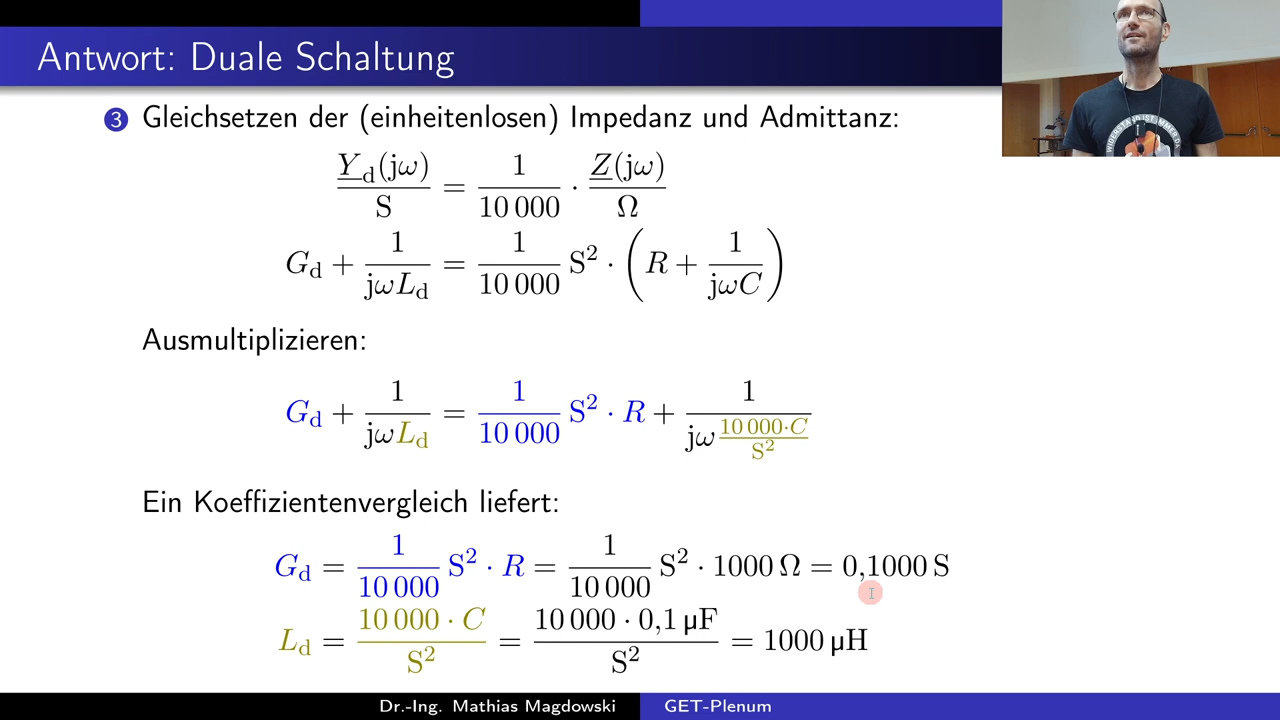 Antwort: Duale Schaltung
3 Gleichsetzen der (einheitenlosen) Impedanz und Admittanz:
Y_d(jω)/S = 1/10 000 · Z(jω)/Ω
G_d + 1/(jωL_d) = 1/10 000 S² · (R + 1/(jωC))
Ausmultiplizieren:
G_d + 1/(jωL_d) = 1/10 000 S² · R + 1/(jω (10 000·C)/S²)
Ein Koeffizientenvergleich liefert:
G_d = 1/10 000 S² · R = 1/10 000 S² · 1000 Ω = 0,1000 S
L_d = (10 000 · C)/S² = (10 000 · 0,1 µF)/S² = 1000 µH
Dr.-Ing. Mathias Magdowski GET-Plenum